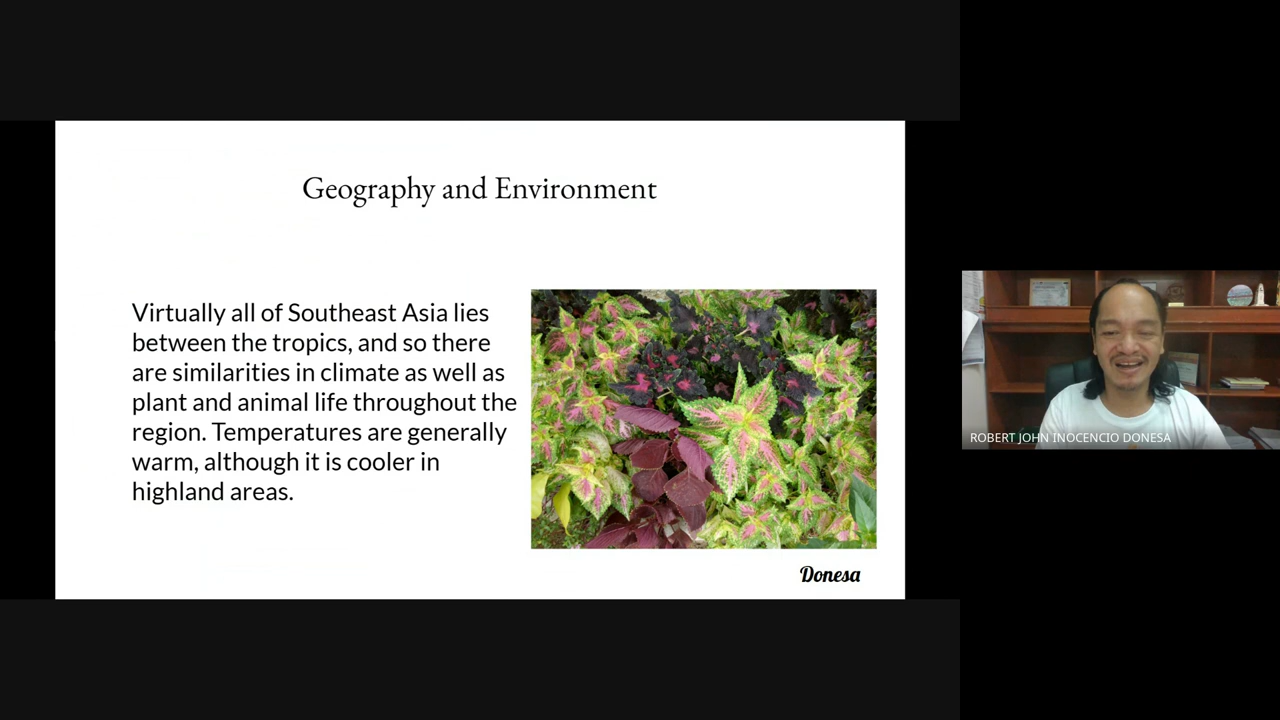 Geography and Environment
Virtually all of Southeast Asia lies
between the tropics, and so there
are similarities in climate as well as
plant and animal life throughout the
region. Temperatures are generally
warm, although it is cooler in
highland areas.
Donesa
ROBERT JOHN INOCENCIO DONESA